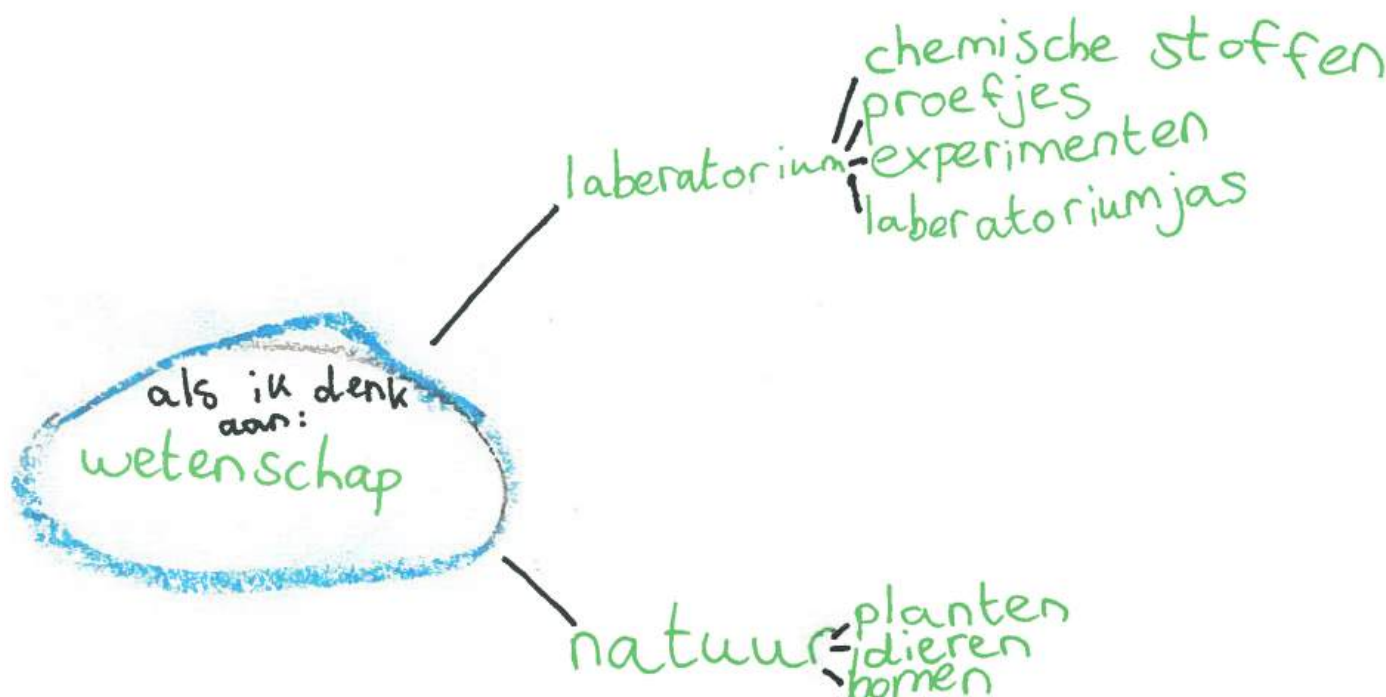 als ik denk
aan:
wetenschap
laberatorium
chemische stoffen
proefjes
experimenten
laberatoriumjas
natuur
planten
dieren
bomen